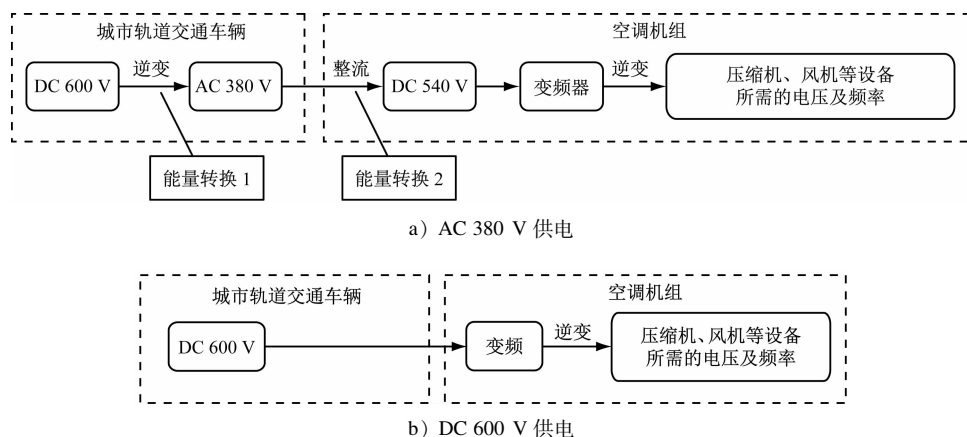 城市轨道交通车辆
空调机组
DC 600 V
逆变
AC 380 V
整流
DC 540 V
变频器
逆变
压缩机、风机等设备
所需的电压及频率
能量转换 1
能量转换 2
a）AC 380 V 供电
城市轨道交通车辆
空调机组
DC 600 V
变频
逆变
压缩机、风机等设备
所需的电压及频率
b）DC 600 V 供电